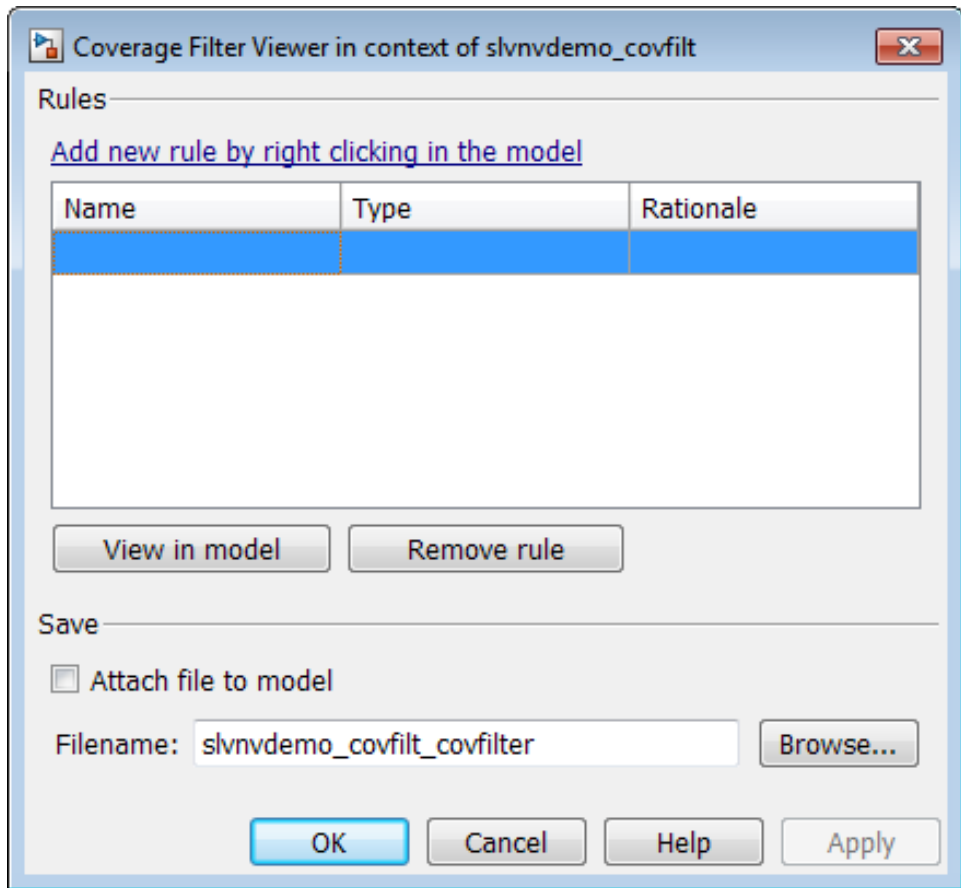 Coverage Filter Viewer in context of slvnvdemo_covfilt
Rules
Add new rule by right clicking in the model
Name Type Rationale
View in model Remove rule
Save
Attach file to model
Filename: slvnvdemo_covfilt_covfilter Browse...
OK Cancel Help Apply